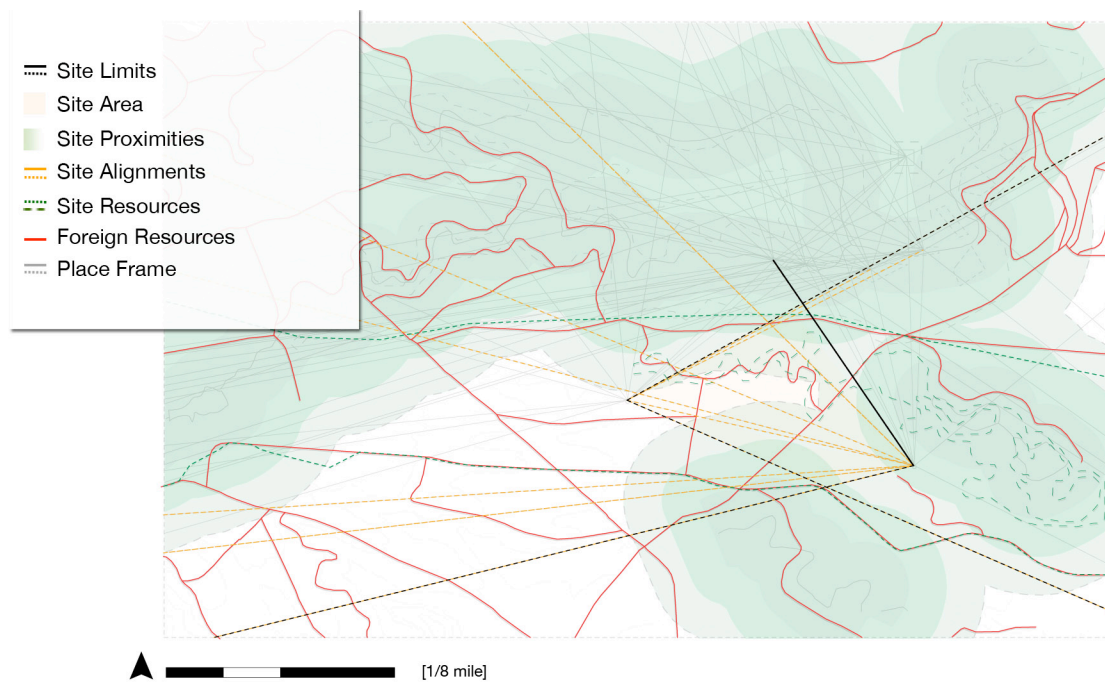 Site Limits
Site Area
Site Proximities
Site Alignments
Site Resources
Foreign Resources
Place Frame
[1/8 mile]